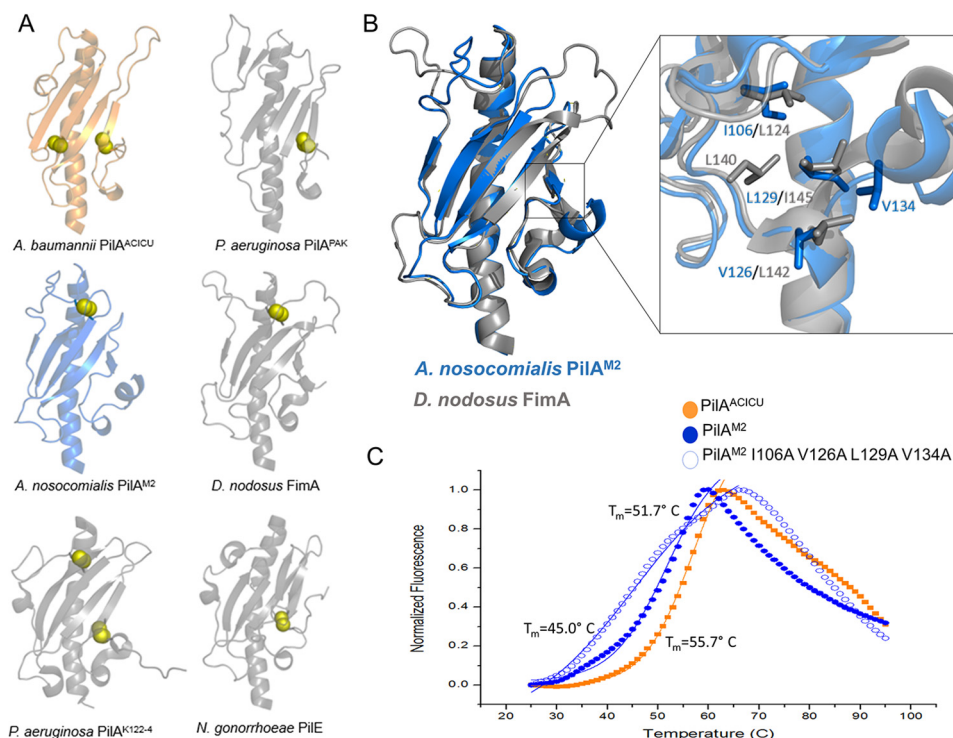 A
A. baumannii PilA^ACICU
P. aeruginosa PilA^PAK
A. nosocomialis PilA^M2
D. nodosus FimA
P. aeruginosa PilA^K122-4
N. gonorrhoeae PilE
B
I106/L124
L140
L129/I145
V134
V126/L142
A. nosocomialis PilA^M2
D. nodosus FimA
PilA^ACICU
PilA^M2
PilA^M2 I106A V126A L129A V134A
C
Normalized Fluorescence
1.0
0.8
0.6
0.4
0.2
0.0
Tm=51.7° C
Tm=45.0° C
Tm=55.7° C
20 30 40 50 60 70 80 90 100
Temperature (C)